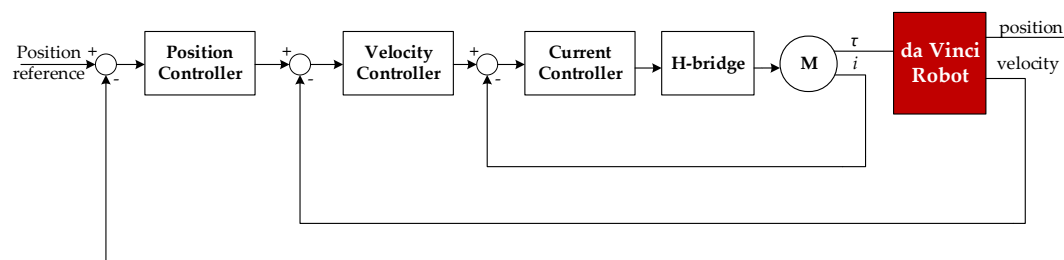 Position
reference
+
-
Position
Controller
+
-
Velocity
Controller
+
-
Current
Controller
H-bridge
M
τ
i
da Vinci
Robot
position
velocity